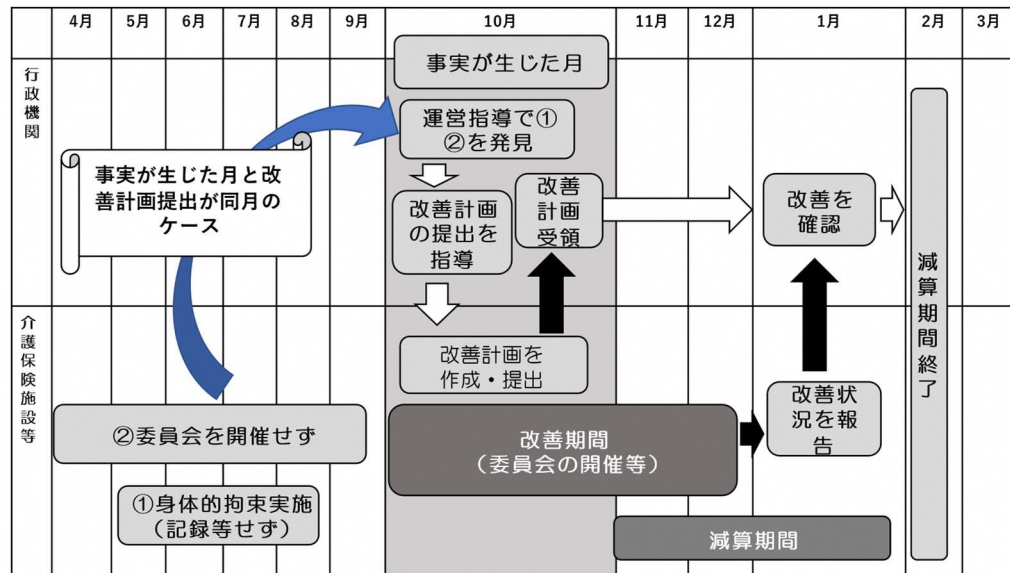 4月 5月 6月 7月 8月 9月 10月 11月 12月 1月 2月 3月
行政機関
事実が生じた月
運営指導で①
②を発見
事実が生じた月と改
善計画提出が同月の
ケース
改善計画
の提出を
指導
改善
計画
受領
改善を
確認
減算期間終了
介護保険施設等
改善計画を
作成・提出
②委員会を開催せず
改善期間
（委員会の開催等）
改善状
況を報
告
①身体的拘束実施
（記録等せず）
減算期間